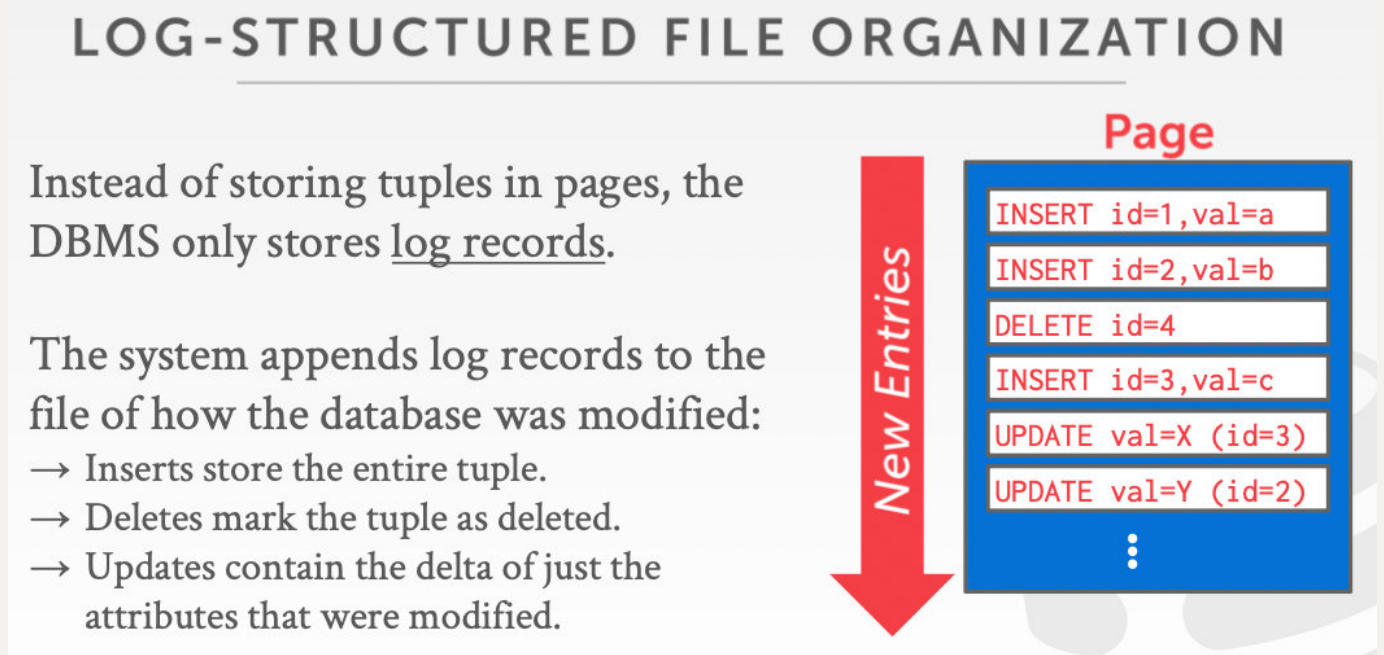 LOG-STRUCTURED FILE ORGANIZATION
Instead of storing tuples in pages, the
DBMS only stores log records.
The system appends log records to the
file of how the database was modified:
→ Inserts store the entire tuple.
→ Deletes mark the tuple as deleted.
→ Updates contain the delta of just the
attributes that were modified.
New Entries
Page
INSERT id=1,val=a
INSERT id=2,val=b
DELETE id=4
INSERT id=3,val=c
UPDATE val=X (id=3)
UPDATE val=Y (id=2)